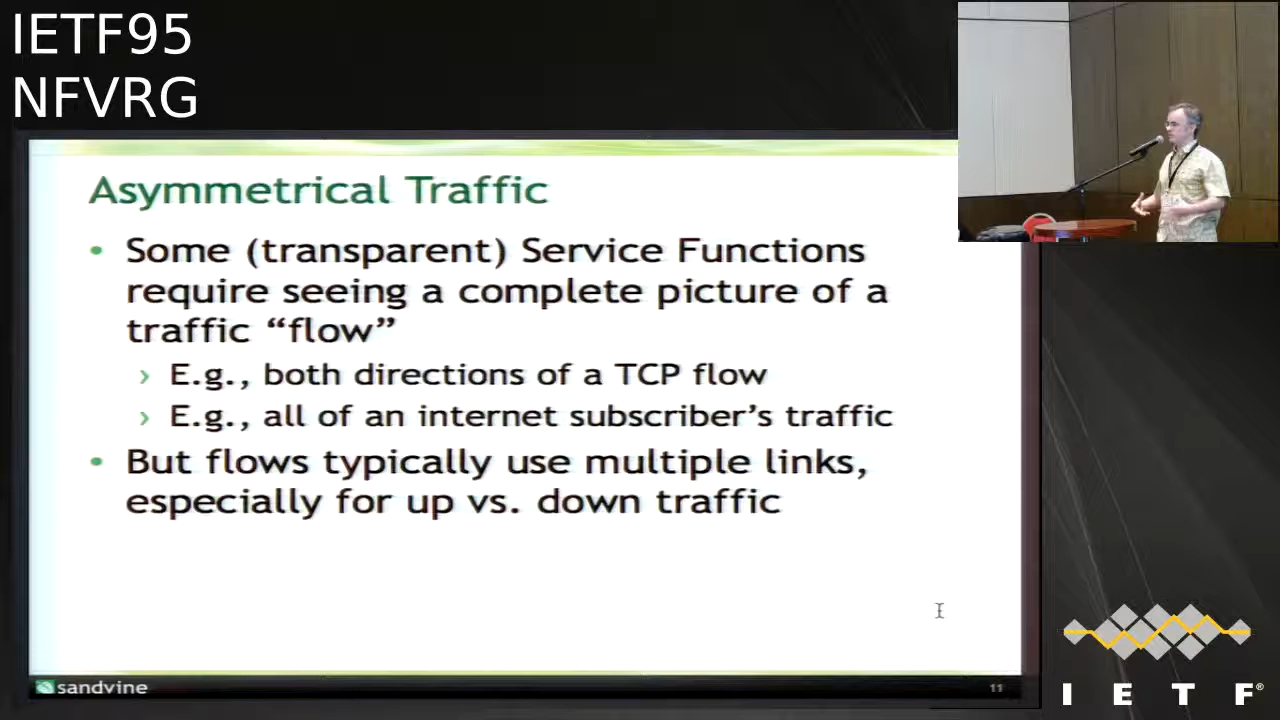 IETF95
NFVRG
Asymmetrical Traffic
• Some (transparent) Service Functions
require seeing a complete picture of a
traffic “flow”
› E.g., both directions of a TCP flow
› E.g., all of an internet subscriber’s traffic
• But flows typically use multiple links,
especially for up vs. down traffic
sandvine
11
I E T F®